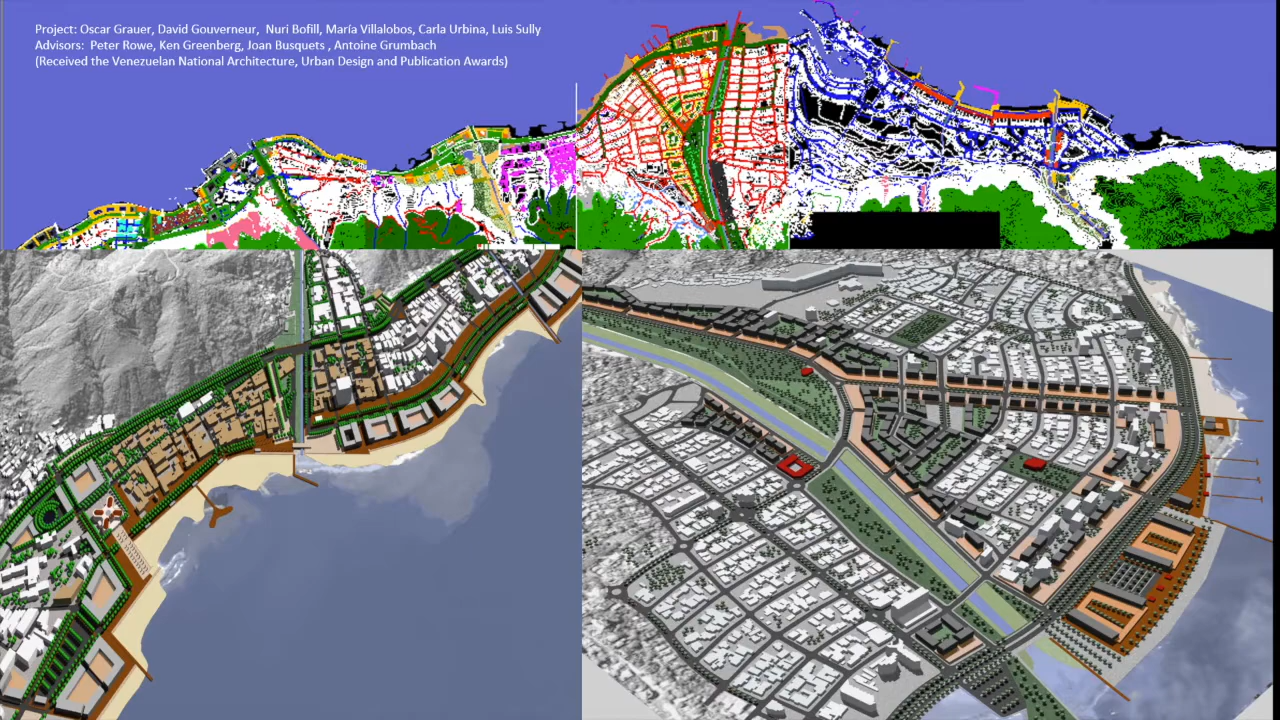 Project: Oscar Grauer, David Gouverneur,  Nuri Bofill, María Villalobos, Carla Urbina, Luis Sully
Advisors:  Peter Rowe, Ken Greenberg, Joan Busquets , Antoine Grumbach
(Received the Venezuelan National Architecture, Urban Design and Publication Awards)